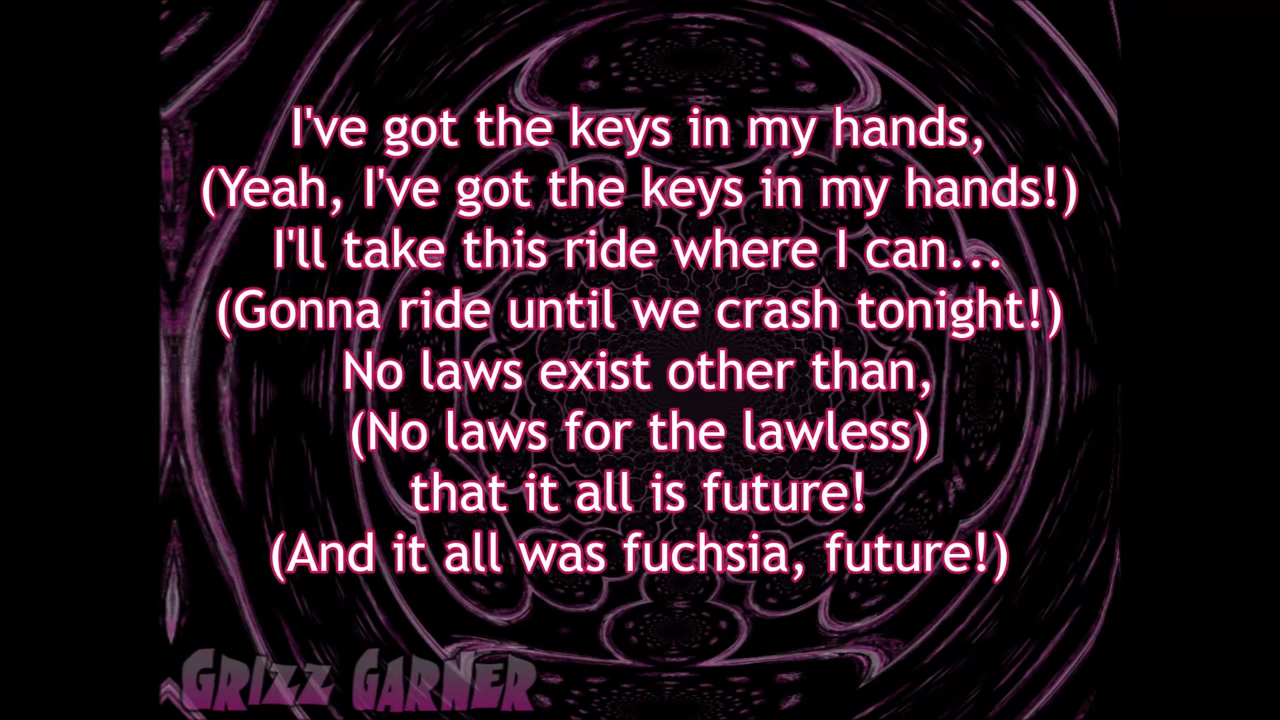 I've got the keys in my hands,
(Yeah, I've got the keys in my hands!)
I'll take this ride where I can...
(Gonna ride until we crash tonight!)
No laws exist other than,
(No laws for the lawless)
that it all is future!
(And it all was fuchsia, future!)
GRIZZ GARNER